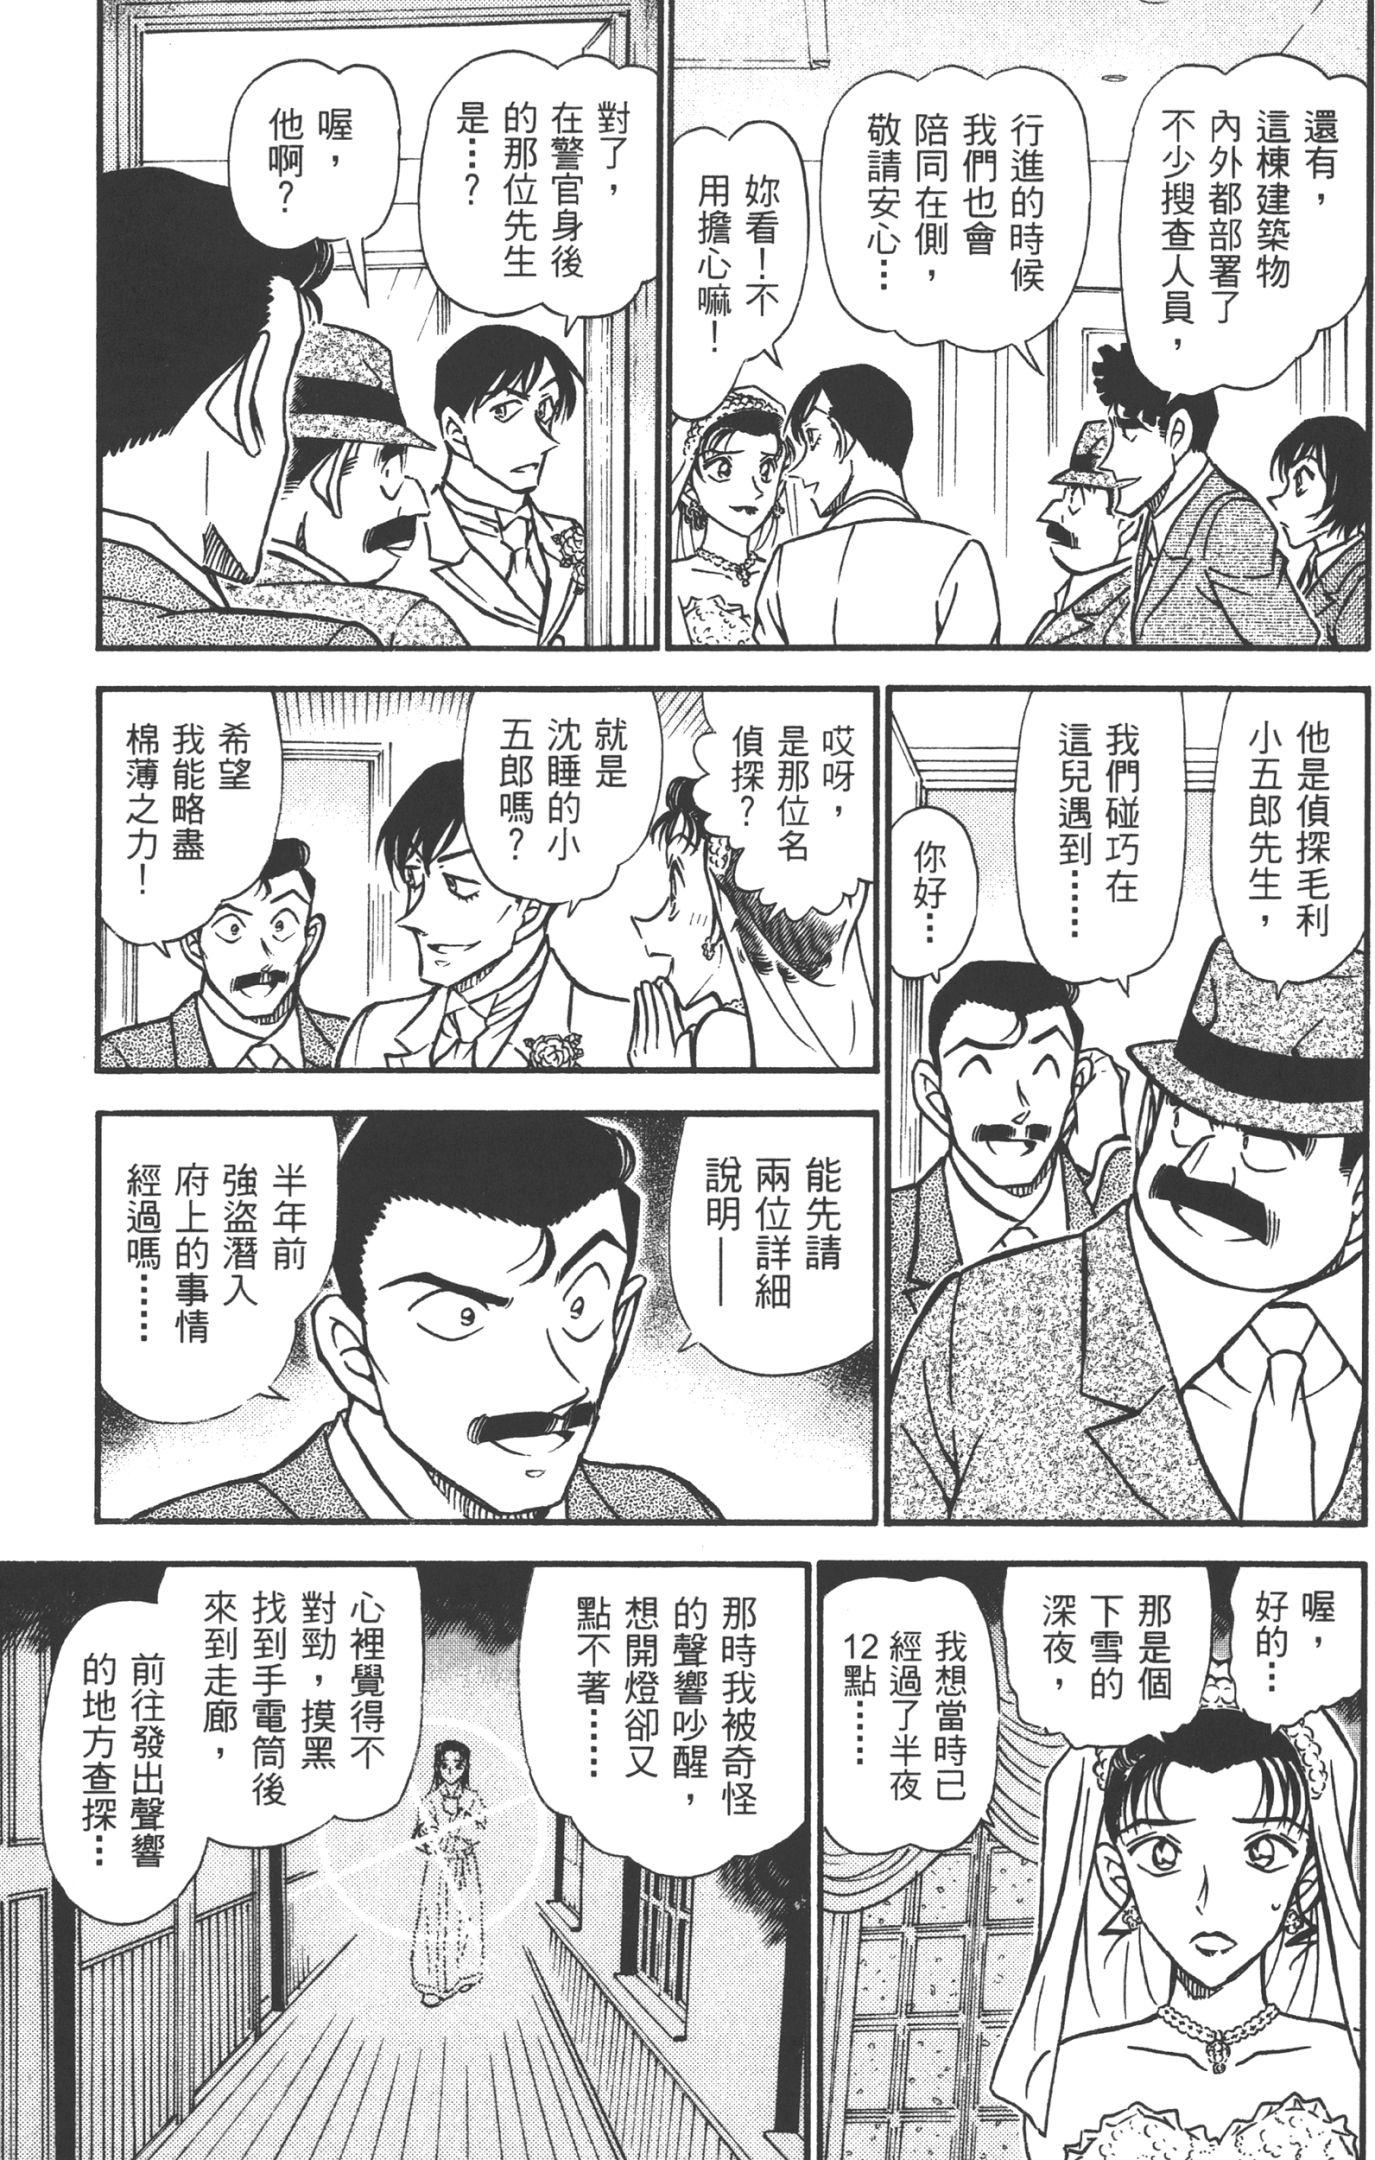 還有，
這棟建築物
內外都部署了
不少搜查人員，
行進的時候
我們也會
陪同在側，
敬請安心…
妳看！不
用擔心嘛！
對了，
在警官身後
的那位先生
是…？
喔，
他啊？
他是偵探毛利
小五郎先生，
我們碰巧在
這兒遇到……
你好…
哎呀，
是那位名
偵探？
就是
沈睡的小
五郎嗎？
希望
我能略盡
棉薄之力！
能先請
兩位詳細
說明——
半年前
強盜潛入
府上的事情
經過嗎……
喔，
好的…
那是個
下雪的
深夜，
我想當時已
經過了半夜
12點……
那時我被奇怪
的聲響吵醒，
想開燈卻又
點不著……
心裡覺得不
對勁，摸黑
找到手電筒後
來到走廊，
前往發出聲響
的地方查探…